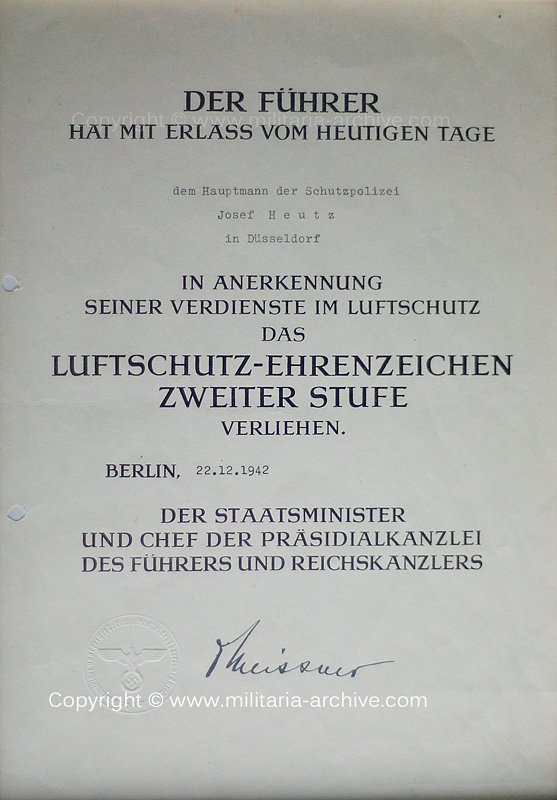 DER FÜHRER
Copyright © www.militaria-archive.com
HAT MIT ERLASS VOM HEUTIGEN TAGE
dem Hauptmann der Schutzpolizei
Josef H e u t z
in Düsseldorf
IN ANERKENNUNG
SEINER VERDIENSTE IM LUFTSCHUTZ
DAS
LUFTSCHUTZ-EHRENZEICHEN
ZWEITER STUFE
VERLIEHEN.
BERLIN, 22.12.1942
DER STAATSMINISTER
UND CHEF DER PRÄSIDIALKANZLEI
DES FÜHRERS UND REICHSKANZLERS
Meissner
Copyright © www.militaria-archive.com